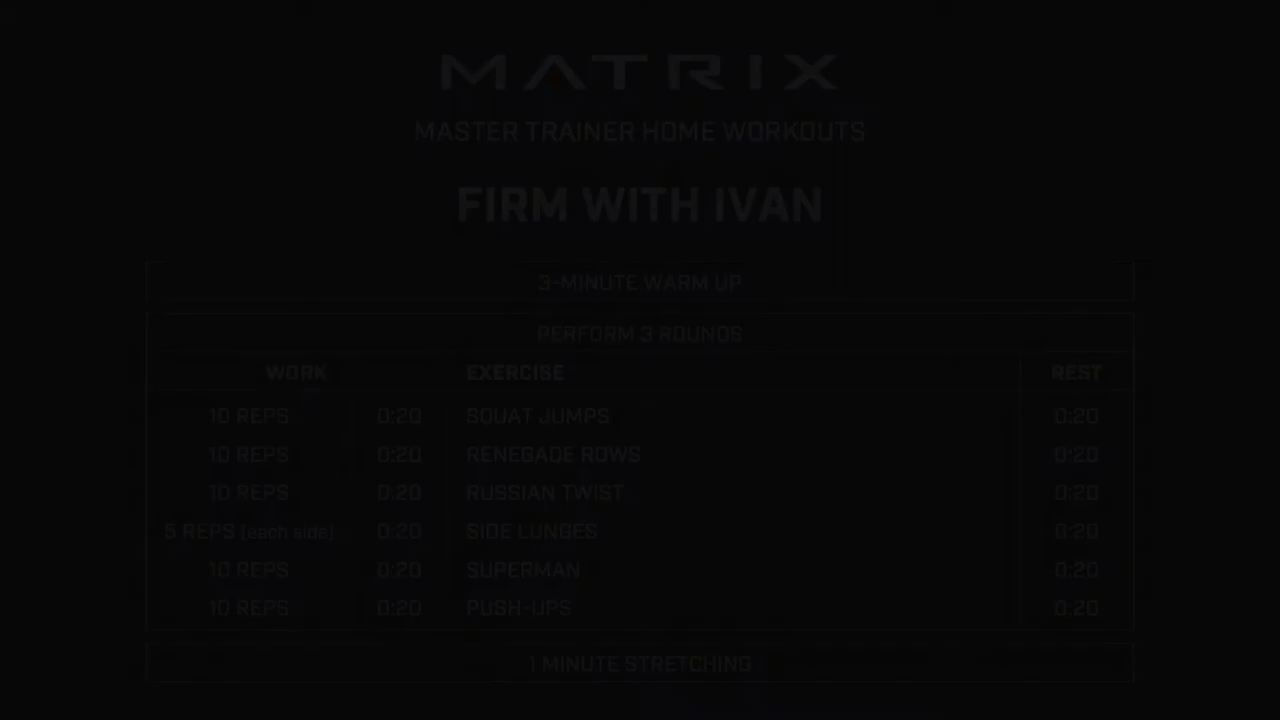 MATRIX
MASTER TRAINER HOME WORKOUTS
FIRM WITH IVAN
3-MINUTE WARM UP
PERFORM 3 ROUNDS
WORK EXERCISE REST
10 REPS 0:20 SQUAT JUMPS 0:20
10 REPS 0:20 RENEGADE ROWS 0:20
10 REPS 0:20 RUSSIAN TWIST 0:20
5 REPS (each side) 0:20 SIDE LUNGES 0:20
10 REPS 0:20 SUPERMAN 0:20
10 REPS 0:20 PUSH-UPS 0:20
1 MINUTE STRETCHING